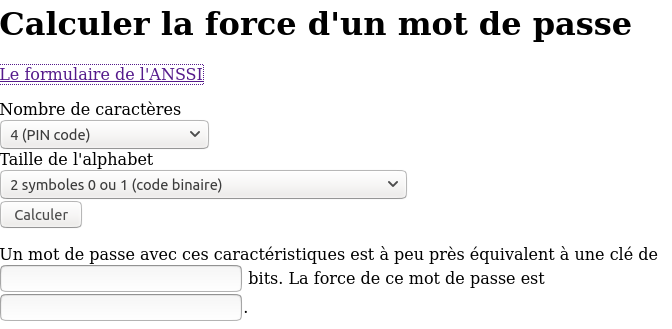 Calculer la force d'un mot de passe
Le formulaire de l'ANSSI
Nombre de caractères
4 (PIN code)
Taille de l'alphabet
2 symboles 0 ou 1 (code binaire)
Calculer
Un mot de passe avec ces caractéristiques est à peu près équivalent à une clé de
bits. La force de ce mot de passe est
.